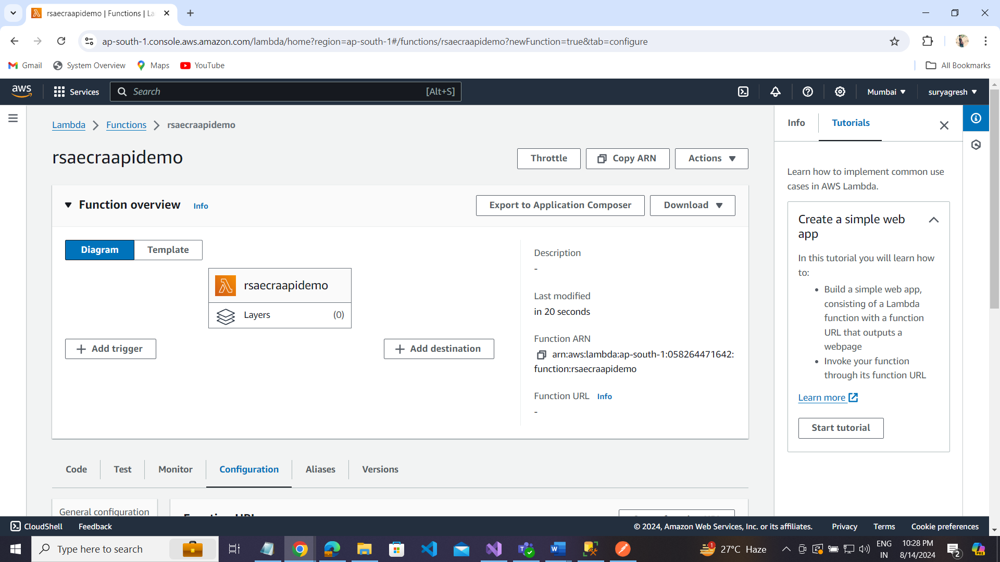 rsaecraapidemo | Functions | La
ap-south-1.console.aws.amazon.com/lambda/home?region=ap-south-1#/functions/rsaecraapidemo?newFunction=true&tab=configure
Gmail
System Overview
Maps
YouTube
All Bookmarks
aws
Services
Search
[Alt+S]
Mumbai
suryagresh
Lambda
Functions
rsaecraapidemo
Info
Tutorials
rsaecraapidemo
Throttle
Copy ARN
Actions
Learn how to implement common use
cases in AWS Lambda.
Function overview
Info
Export to Application Composer
Download
Create a simple web
app
In this tutorial you will learn how
to:
• Build a simple web app,
consisting of a Lambda
function with a function
URL that outputs a
webpage
• Invoke your function
through its function URL
Learn more
Start tutorial
Diagram
Template
rsaecraapidemo
Layers
(0)
Add trigger
Add destination
Description
-
Last modified
in 20 seconds
Function ARN
arn:aws:lambda:ap-south-1:058264471642:
function:rsaecraapidemo
Function URL
Info
-
Code
Test
Monitor
Configuration
Aliases
Versions
General configuration
CloudShell
Feedback
© 2024, Amazon Web Services, Inc. or its affiliates.
Privacy
Terms
Cookie preferences
Type here to search
1
27°C Haze
ENG
IN
10:28 PM
8/14/2024
2
PRE